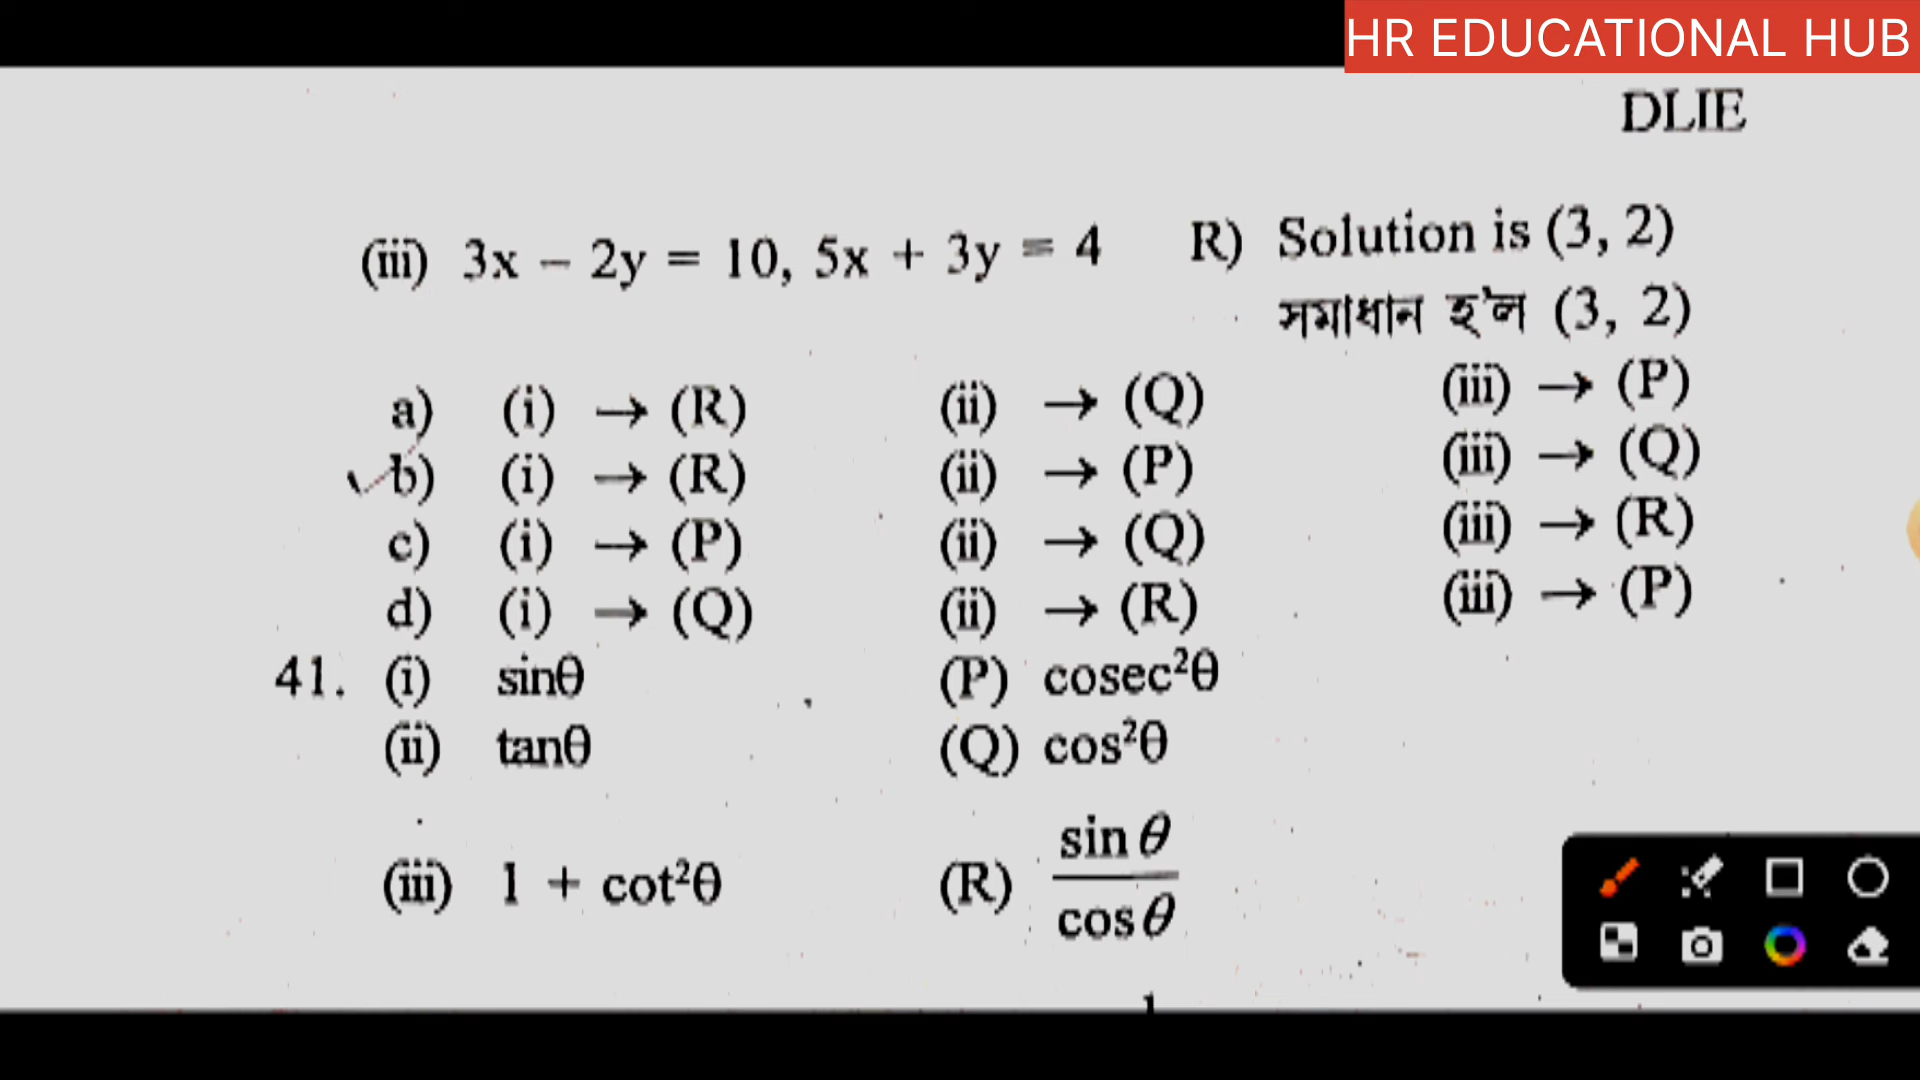 HR EDUCATIONAL HUB
DLIE
(iii) 3x – 2y = 10, 5x + 3y = 4 R) Solution is (3, 2)
সমাধান হ'ল (3, 2)
a) (i) → (R) (ii) → (Q) (iii) → (P)
b) (i) → (R) (ii) → (P) (iii) → (Q)
c) (i) → (P) (ii) → (Q) (iii) → (R)
d) (i) → (Q) (ii) → (R) (iii) → (P)
41. (i) sinθ (P) cosec²θ
(ii) tanθ (Q) cos²θ
(iii) 1 + cot²θ (R) sin θ / cos θ